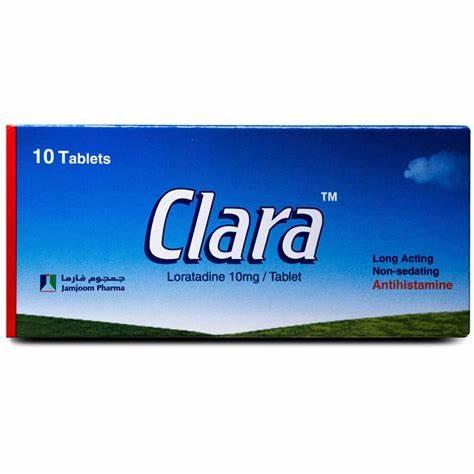 10 Tablets
Clara™
Loratadine 10mg / Tablet
جمجوم فارما
Jamjoom Pharma
Long Acting
Non-sedating
Antihistamine